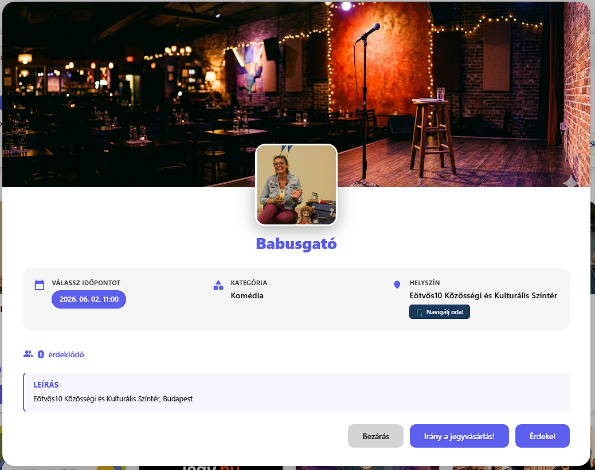 Babusgató
VÁLASSZ IDŐPONTOT
2026. 06. 02. 11:00
KATEGÓRIA
Komédia
HELYSZÍN
Eötvös10 Közösségi és Kulturális Színtér
Navigálj oda!
0 érdeklődő
LEÍRÁS
Eötvös10 Közösségi és Kulturális Színtér, Budapest
Bezárás
Irány a jegyvásárlás!
Érdekel